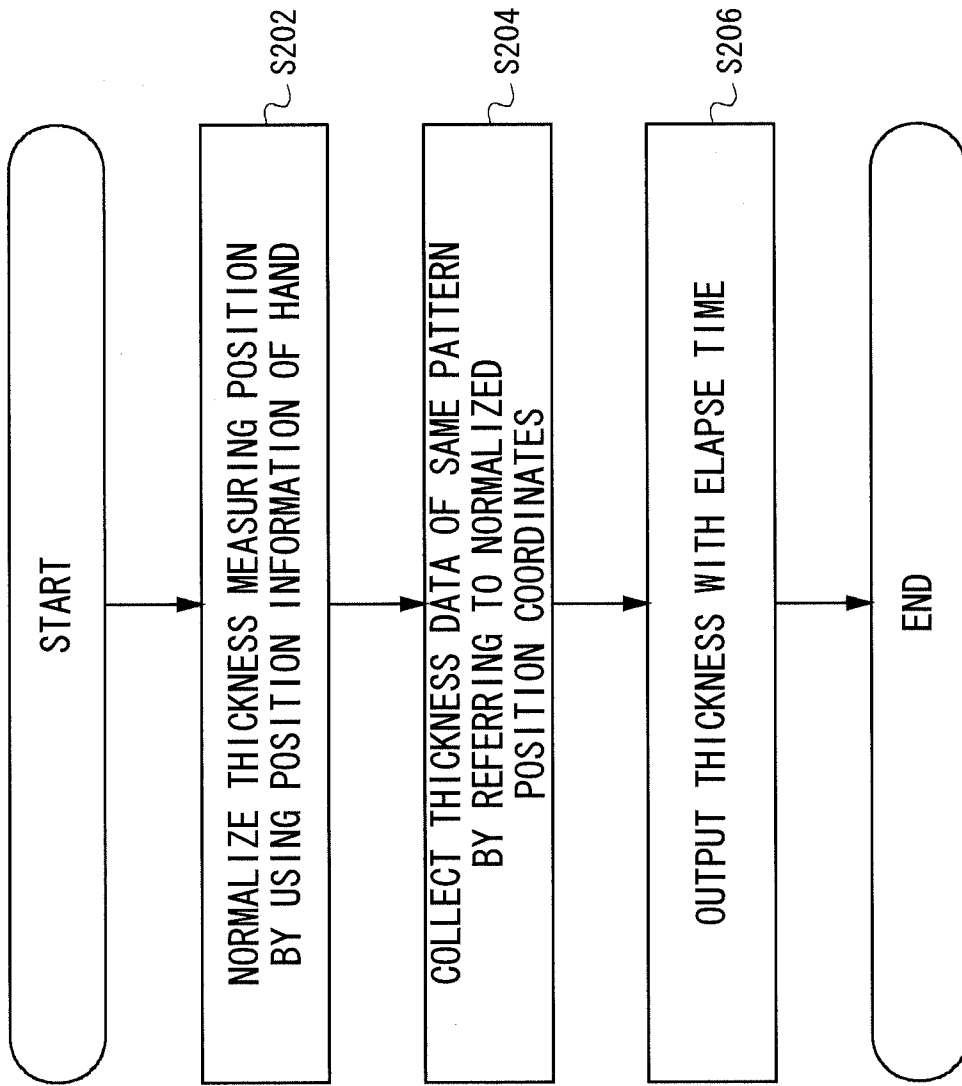 START
NORMALIZE THICKNESS MEASURING POSITION
BY USING POSITION INFORMATION OF HAND
S202
COLLECT THICKNESS DATA OF SAME PATTERN
BY REFERRING TO NORMALIZED
POSITION COORDINATES
S204
OUTPUT THICKNESS WITH ELAPSE TIME
S206
END